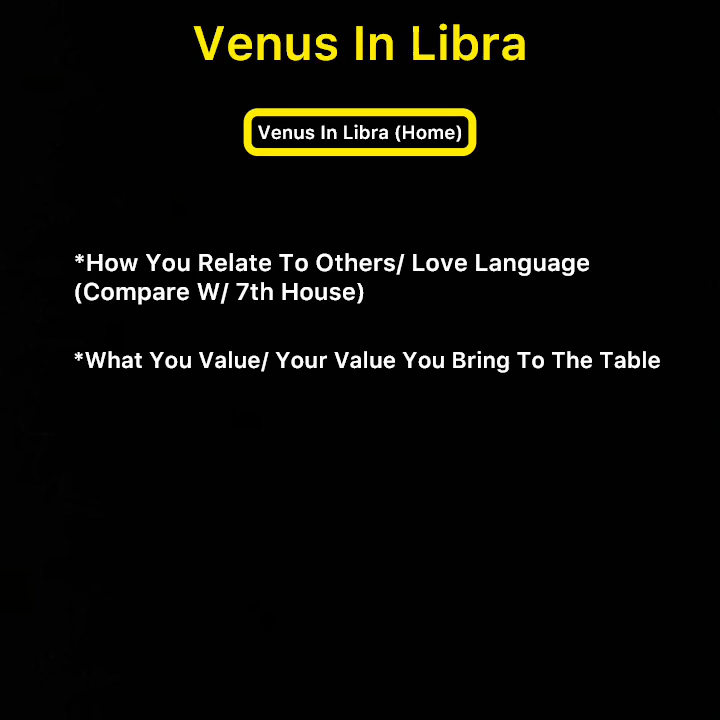 Venus In Libra
Venus In Libra (Home)
*How You Relate To Others/ Love Language
(Compare W/ 7th House)
*What You Value/ Your Value You Bring To The Table